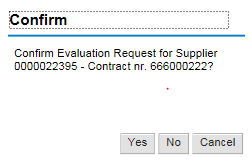 Confirm
Confirm Evaluation Request for Supplier
0000022395 - Contract nr. 666000222?
Yes No Cancel